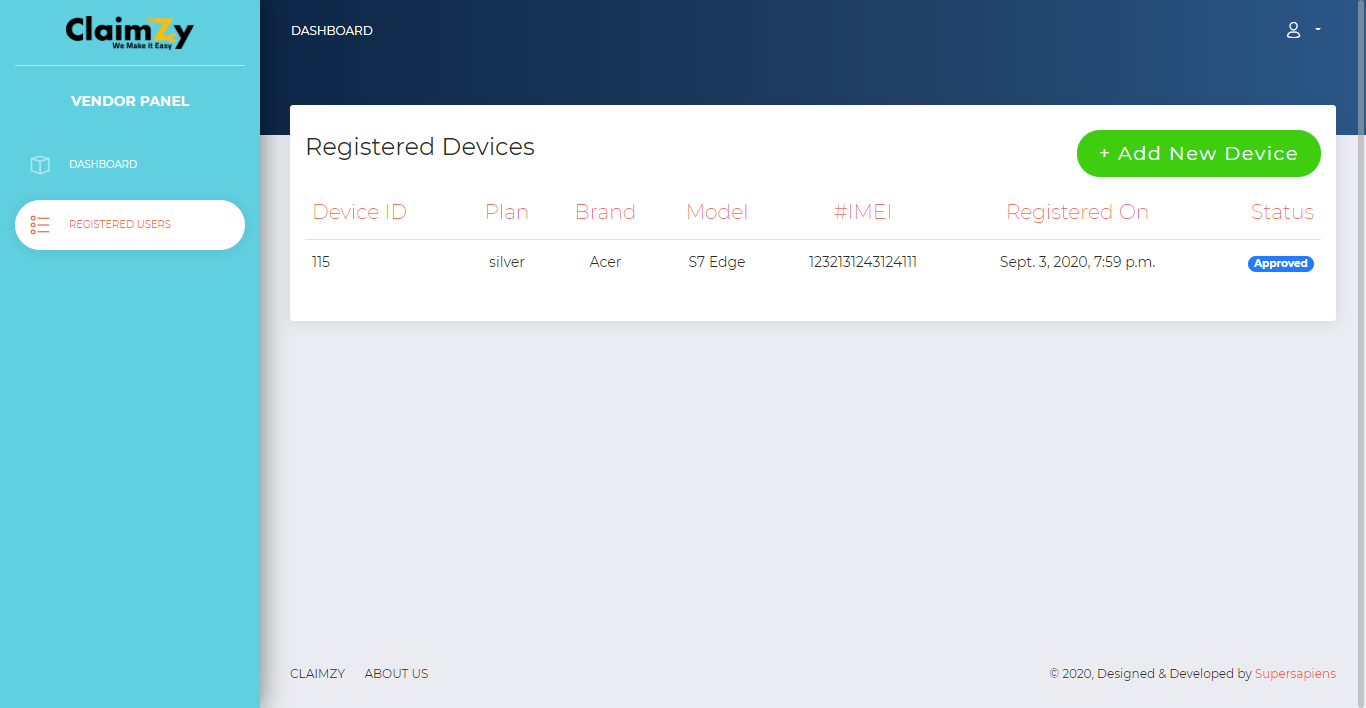 ClaimZy
We Make it Easy
VENDOR PANEL
DASHBOARD
REGISTERED USERS
DASHBOARD
Registered Devices
+ Add New Device
Device ID Plan Brand Model #IMEI Registered On Status
115 silver Acer S7 Edge 1232131243124111 Sept. 3, 2020, 7:59 p.m. Approved
CLAIMZY ABOUT US
© 2020, Designed & Developed by Supersapiens